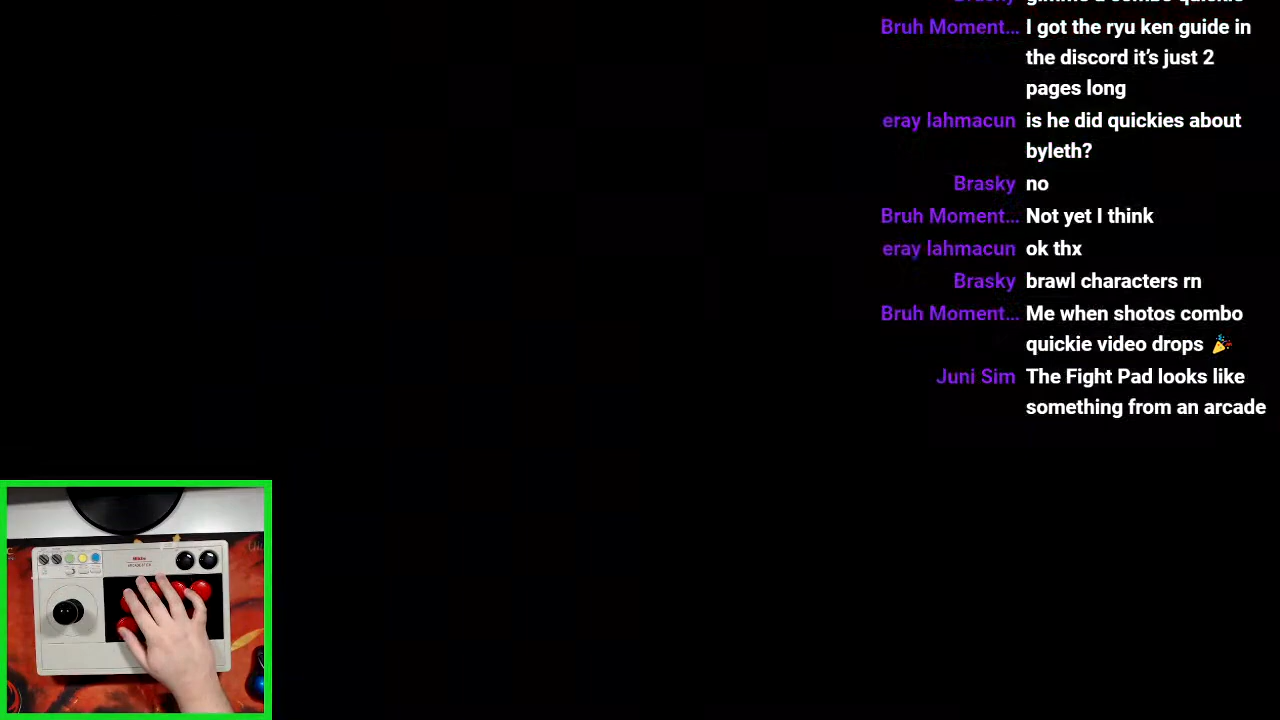 Bruh Moment… I got the ryu ken guide in
the discord it's just 2
pages long
eray lahmacun is he did quickies about
byleth?
Brasky no
Bruh Moment… Not yet I think
eray lahmacun ok thx
Brasky brawl characters rn
Bruh Moment… Me when shotos combo
quickie video drops 🎉
Juni Sim The Fight Pad looks like
something from an arcade